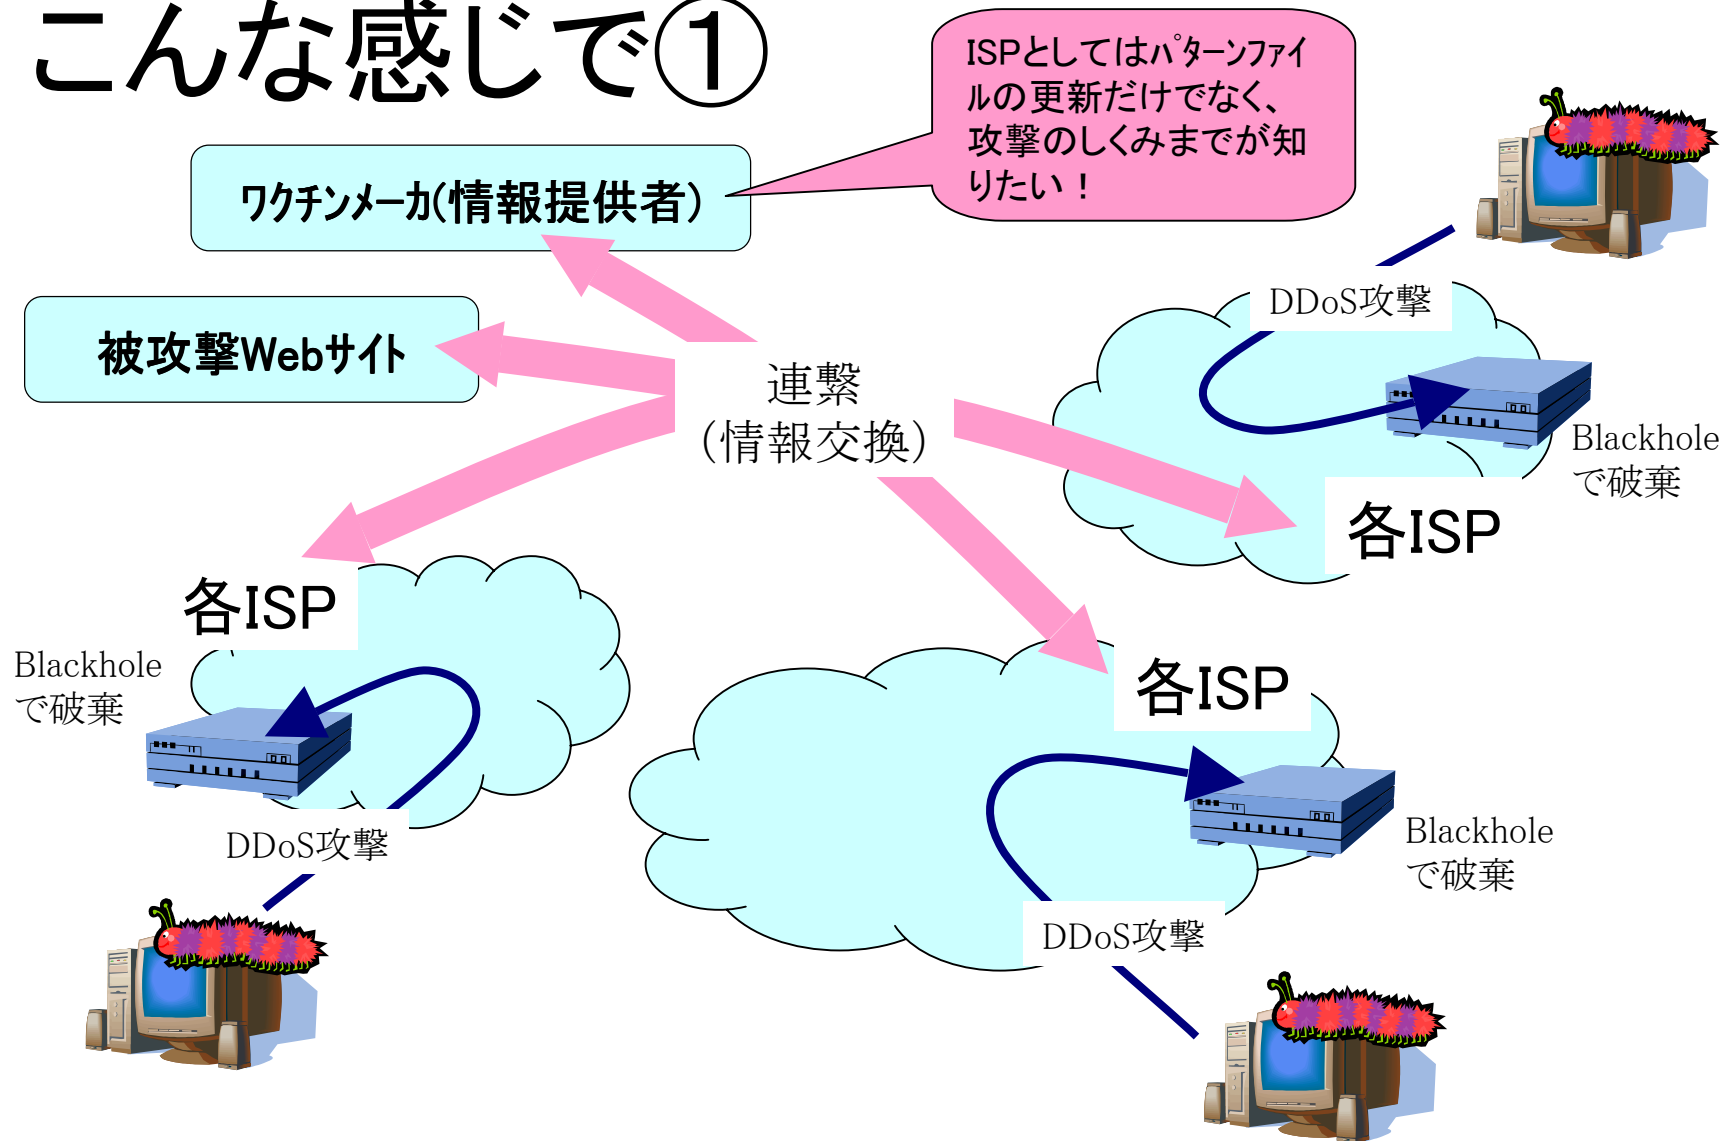 こんな感じで①
ISPとしてはﾊﾟﾀｰﾝﾌｧｲ
ﾙの更新だけでなく、
攻撃のしくみまでが知
りたい！
ﾜｸﾁﾝﾒｰｶ(情報提供者)
DDoS攻撃
被攻撃Webｻｲﾄ
連繋
(情報交換)
Blackhole
で破棄
各ISP
各ISP
Blackhole
で破棄
各ISP
DDoS攻撃
Blackhole
で破棄
DDoS攻撃